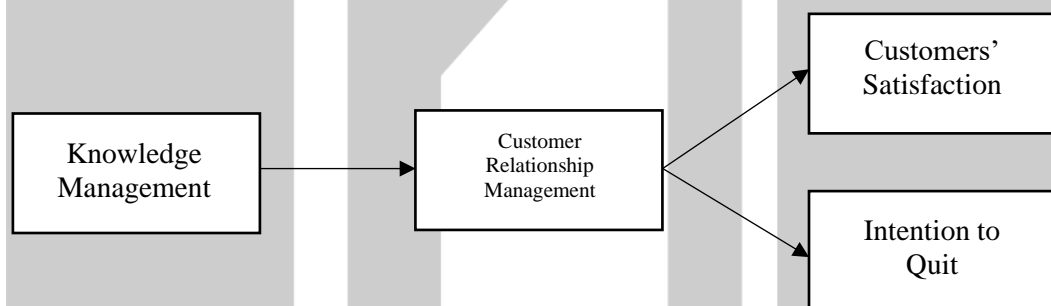 Knowledge
Management
Customer
Relationship
Management
Customers’
Satisfaction
Intention to
Quit